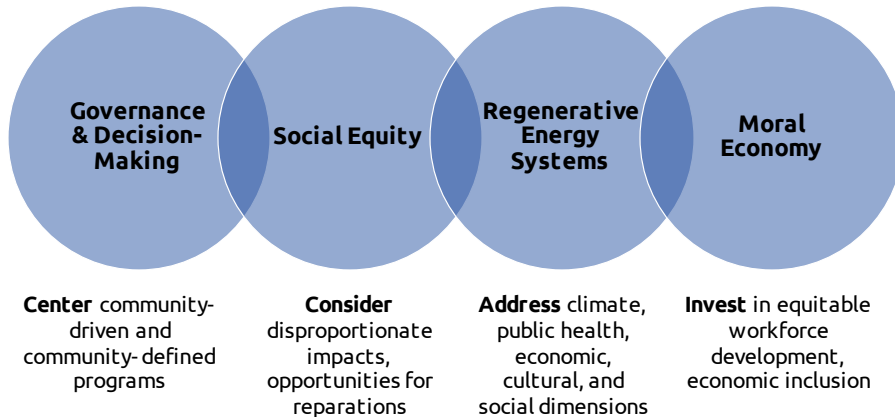 Governance
& Decision-
Making
Social Equity
Regenerative
Energy
Systems
Moral
Economy
Center community-
driven and
community- defined
programs
Consider
disproportionate
impacts,
opportunities for
reparations
Address climate,
public health,
economic,
cultural, and
social dimensions
Invest in equitable
workforce
development,
economic inclusion